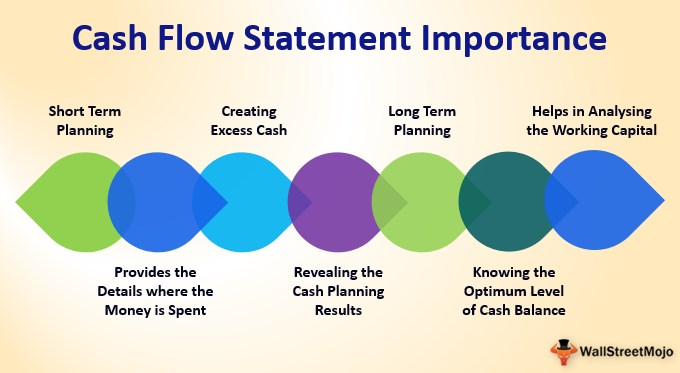 Cash Flow Statement Importance
Short Term
Planning
Creating
Excess Cash
Long Term
Planning
Helps in Analysing
the Working Capital
Provides the
Details where the
Money is Spent
Revealing the
Cash Planning
Results
Knowing the
Optimum Level
of Cash Balance
WallStreetMojo